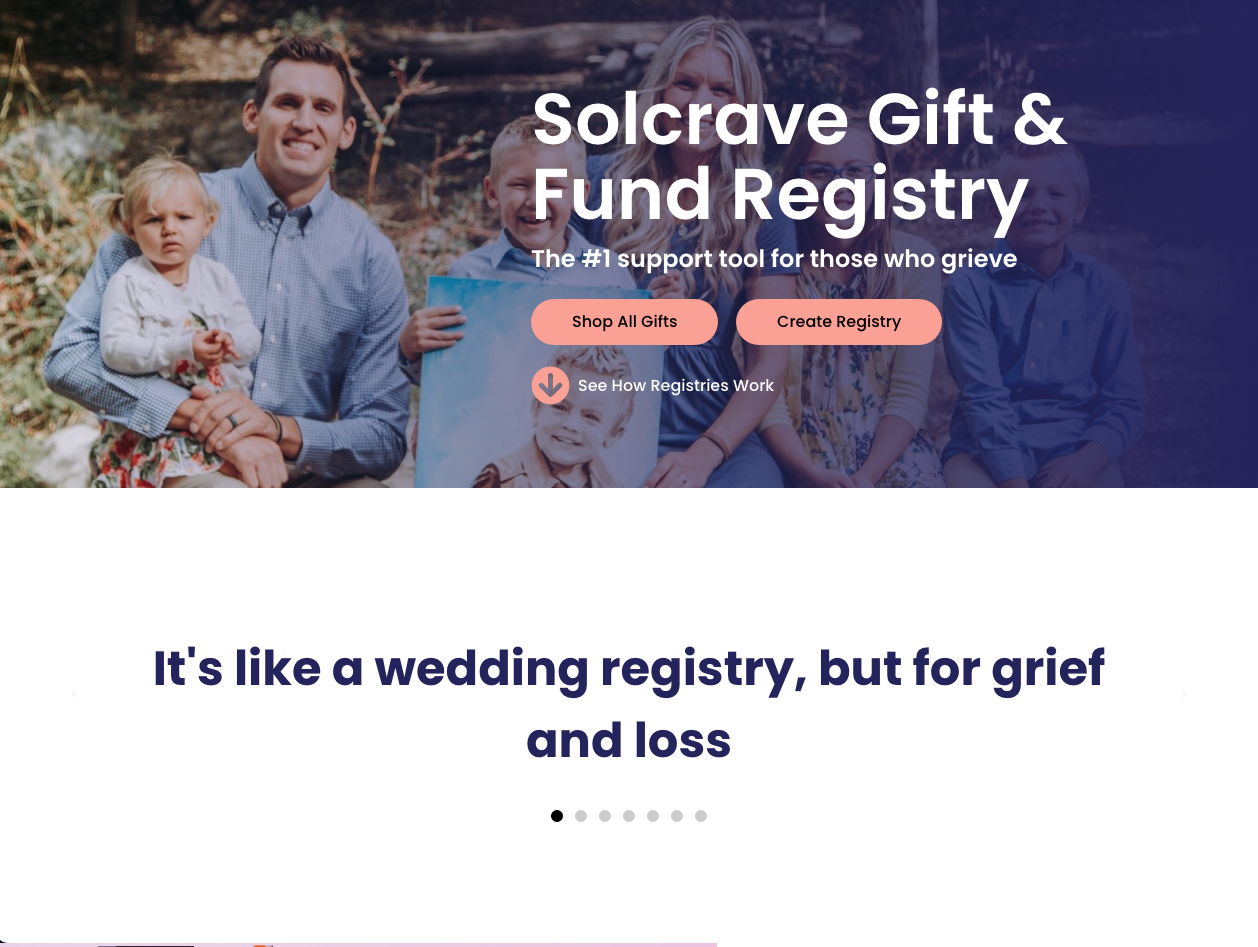 Solcrave Gift &
Fund Registry
The #1 support tool for those who grieve
Shop All Gifts
Create Registry
See How Registries Work
It's like a wedding registry, but for grief
and loss